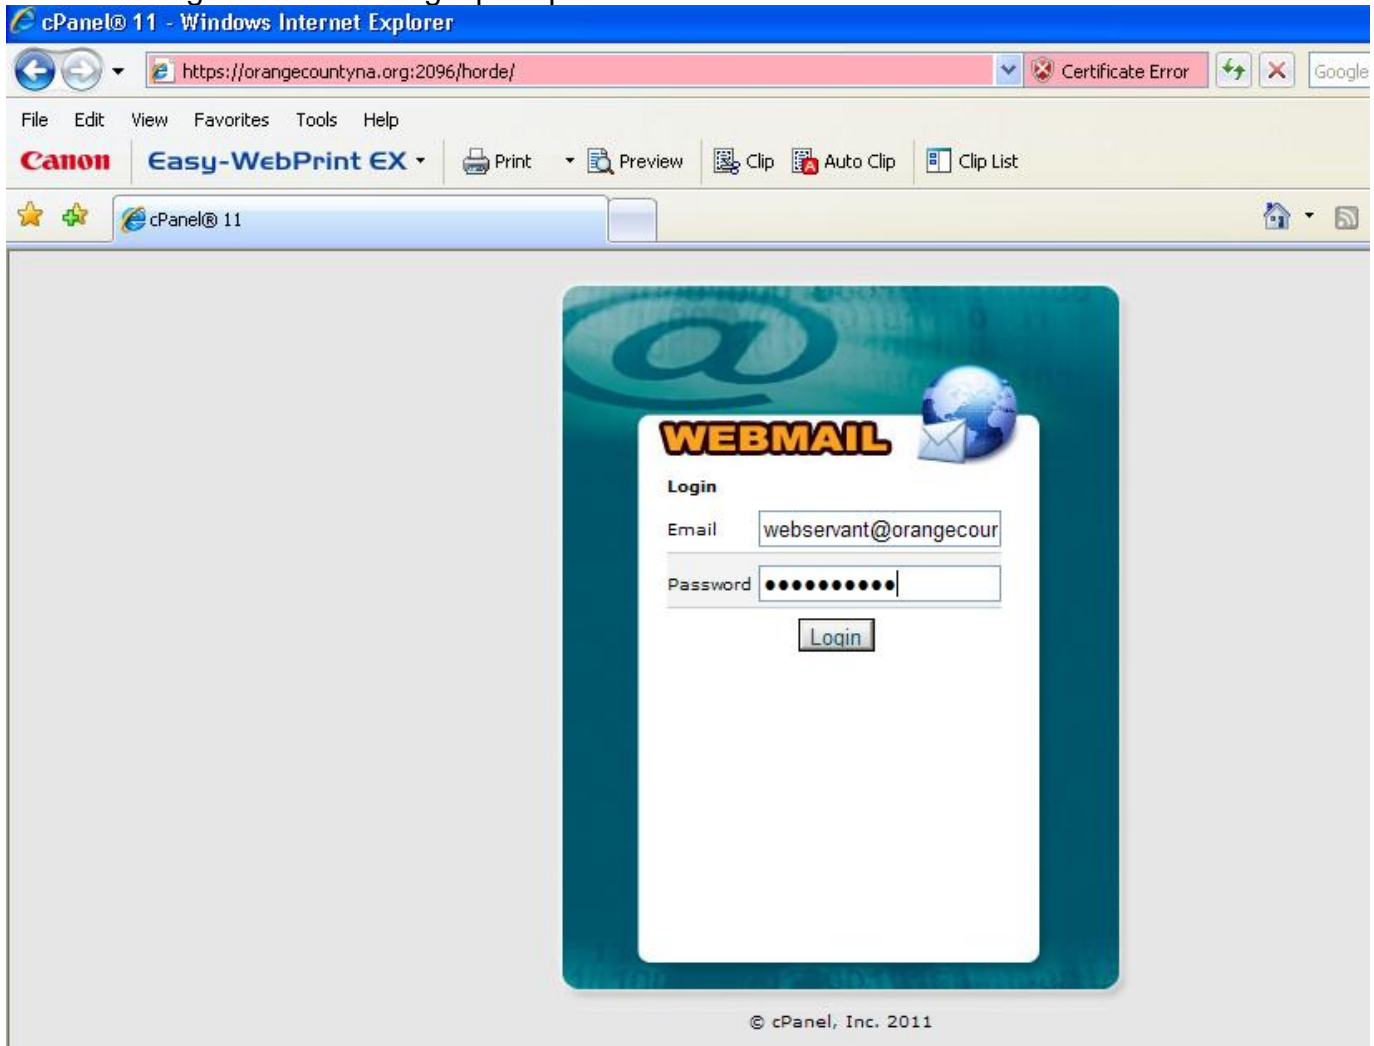 cPanel® 11 - Windows Internet Explorer
https://orangecountyna.org:2096/horde/
Certificate Error
Google
File Edit View Favorites Tools Help
Canon Easy-WebPrint EX Print Preview Clip Auto Clip Clip List
cPanel® 11
@
WEBMAIL
Login
Email webservant@orangecour
Password ●●●●●●●●●●
Login
© cPanel, Inc. 2011